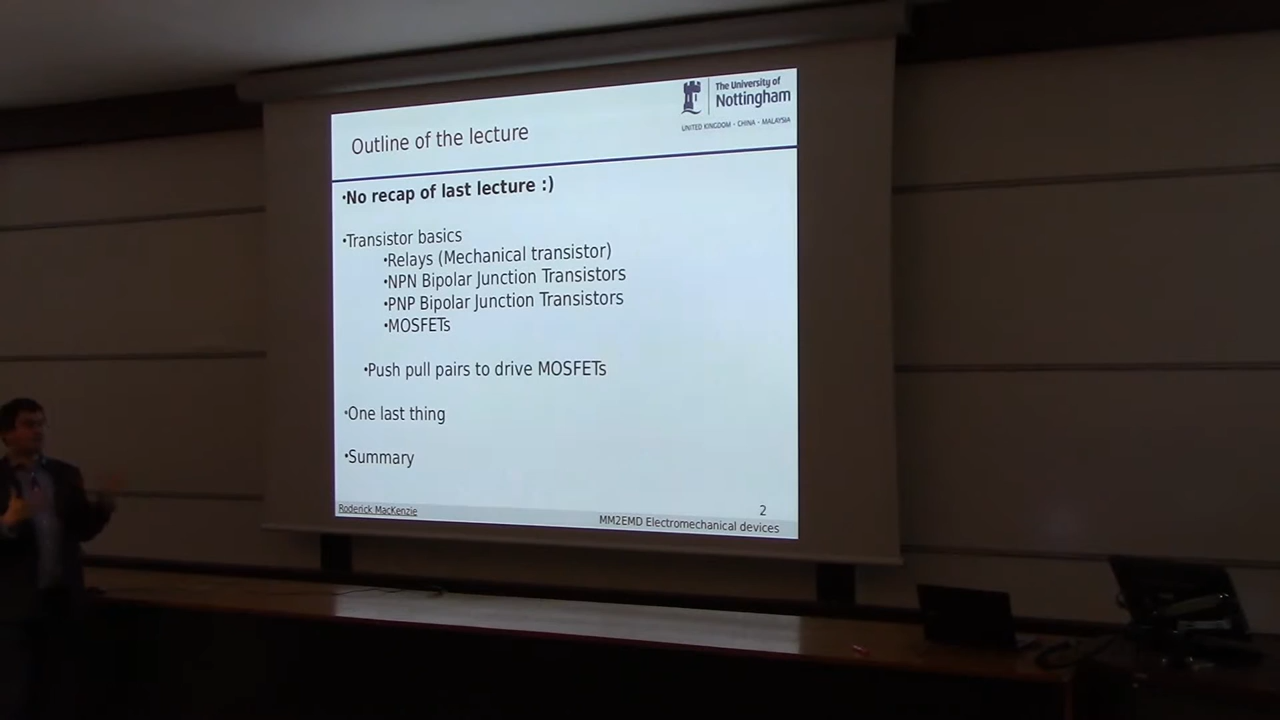 The University of
Nottingham
UNITED KINGDOM · CHINA · MALAYSIA
Outline of the lecture
•No recap of last lecture :)
•Transistor basics
•Relays (Mechanical transistor)
•NPN Bipolar Junction Transistors
•PNP Bipolar Junction Transistors
•MOSFETs
•Push pull pairs to drive MOSFETs
•One last thing
•Summary
Roderick MacKenzie
2
MM2EMD Electromechanical devices